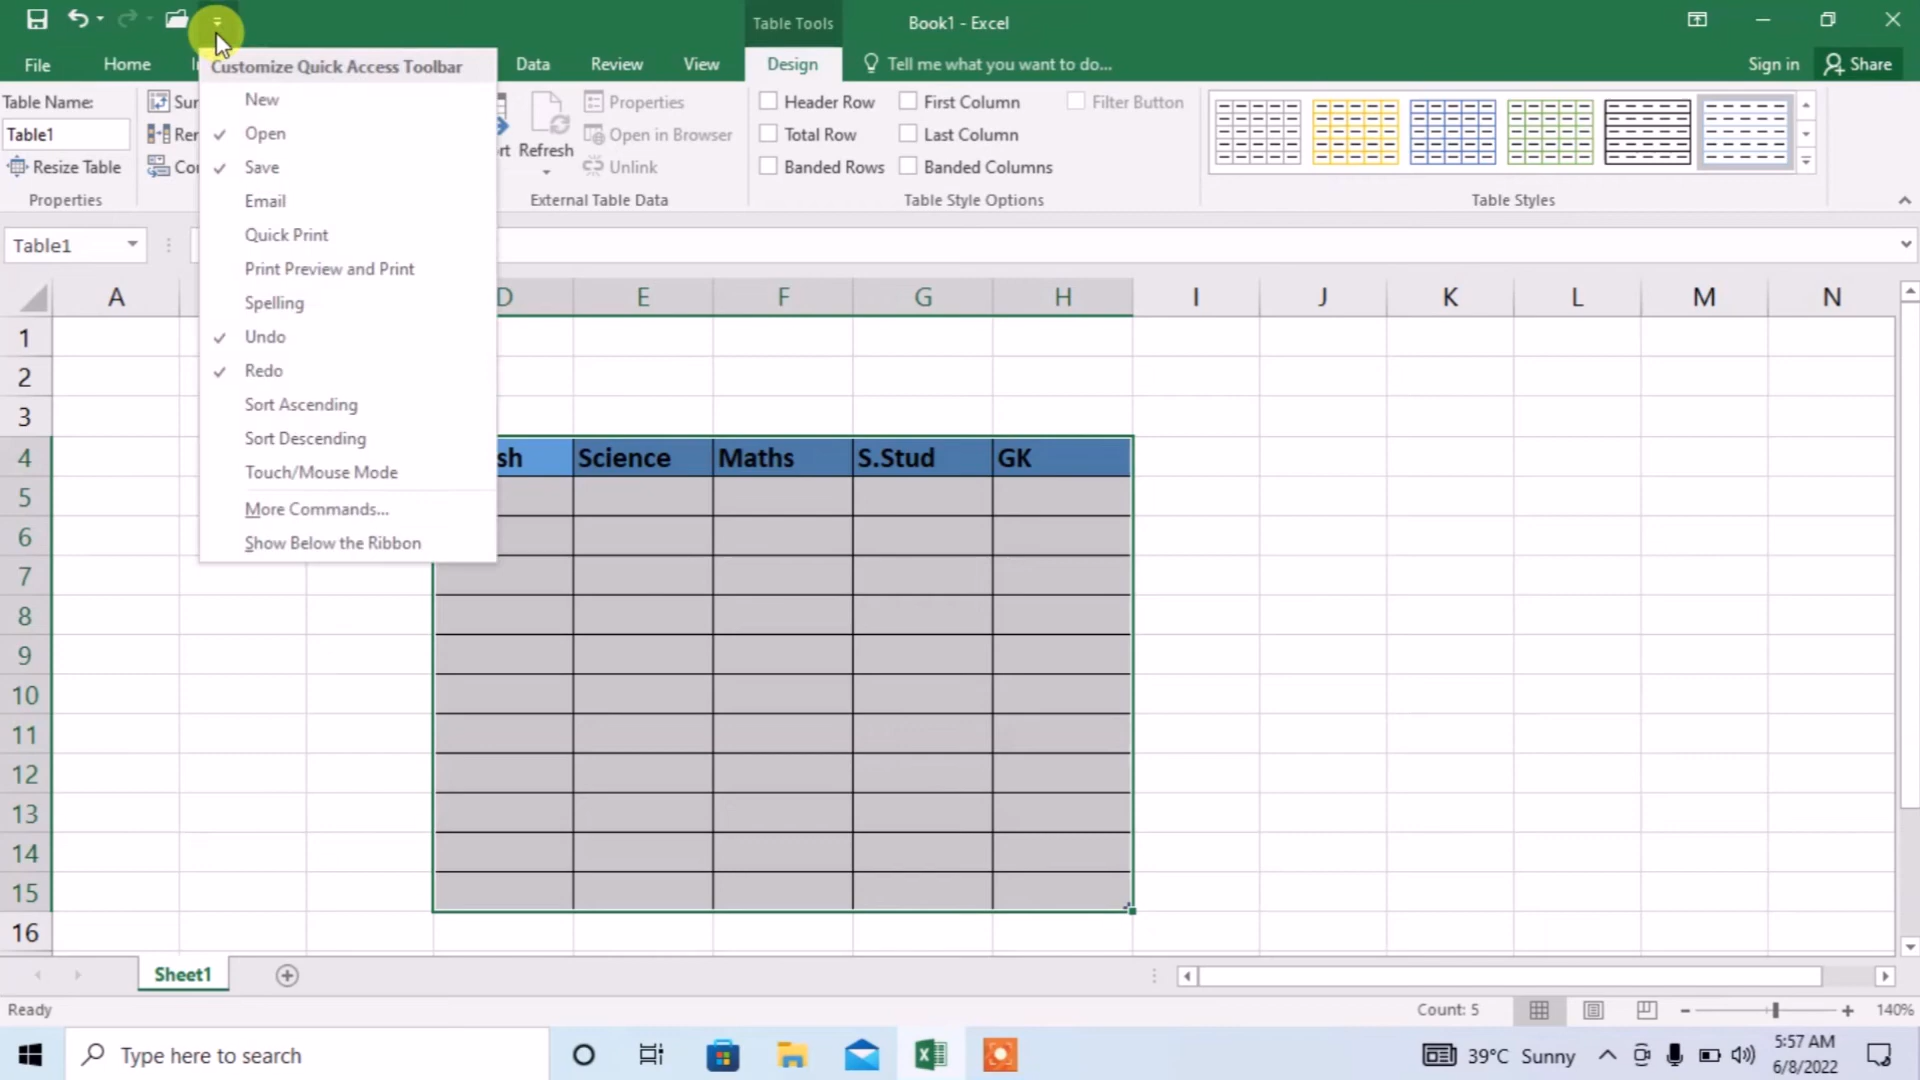 Table Tools
Book1 - Excel
File
Home
Data
Review
View
Design
Tell me what you want to do...
Sign in
Share
Customize Quick Access Toolbar
New
Open
Save
Email
Quick Print
Print Preview and Print
Spelling
Undo
Redo
Sort Ascending
Sort Descending
Touch/Mouse Mode
More Commands...
Show Below the Ribbon
Table Name:
Table1
Resize Table
Properties
Refresh
Properties
Open in Browser
Unlink
External Table Data
Header Row
First Column
Filter Button
Total Row
Last Column
Banded Rows
Banded Columns
Table Style Options
Table Styles
Table1
A D E F G H I J K L M N
1
2
3
4 sh Science Maths S.Stud GK
5
6
7
8
9
10
11
12
13
14
15
16
Sheet1
Ready
Count: 5
140%
Type here to search
39°C Sunny
5:57 AM
6/8/2022